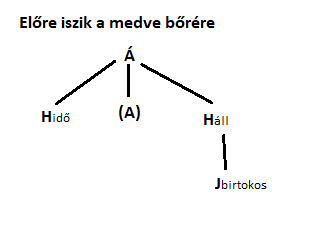 Előre iszik a medve bőrére
Á
Hidő
(A)
Háll
Jbirtokos